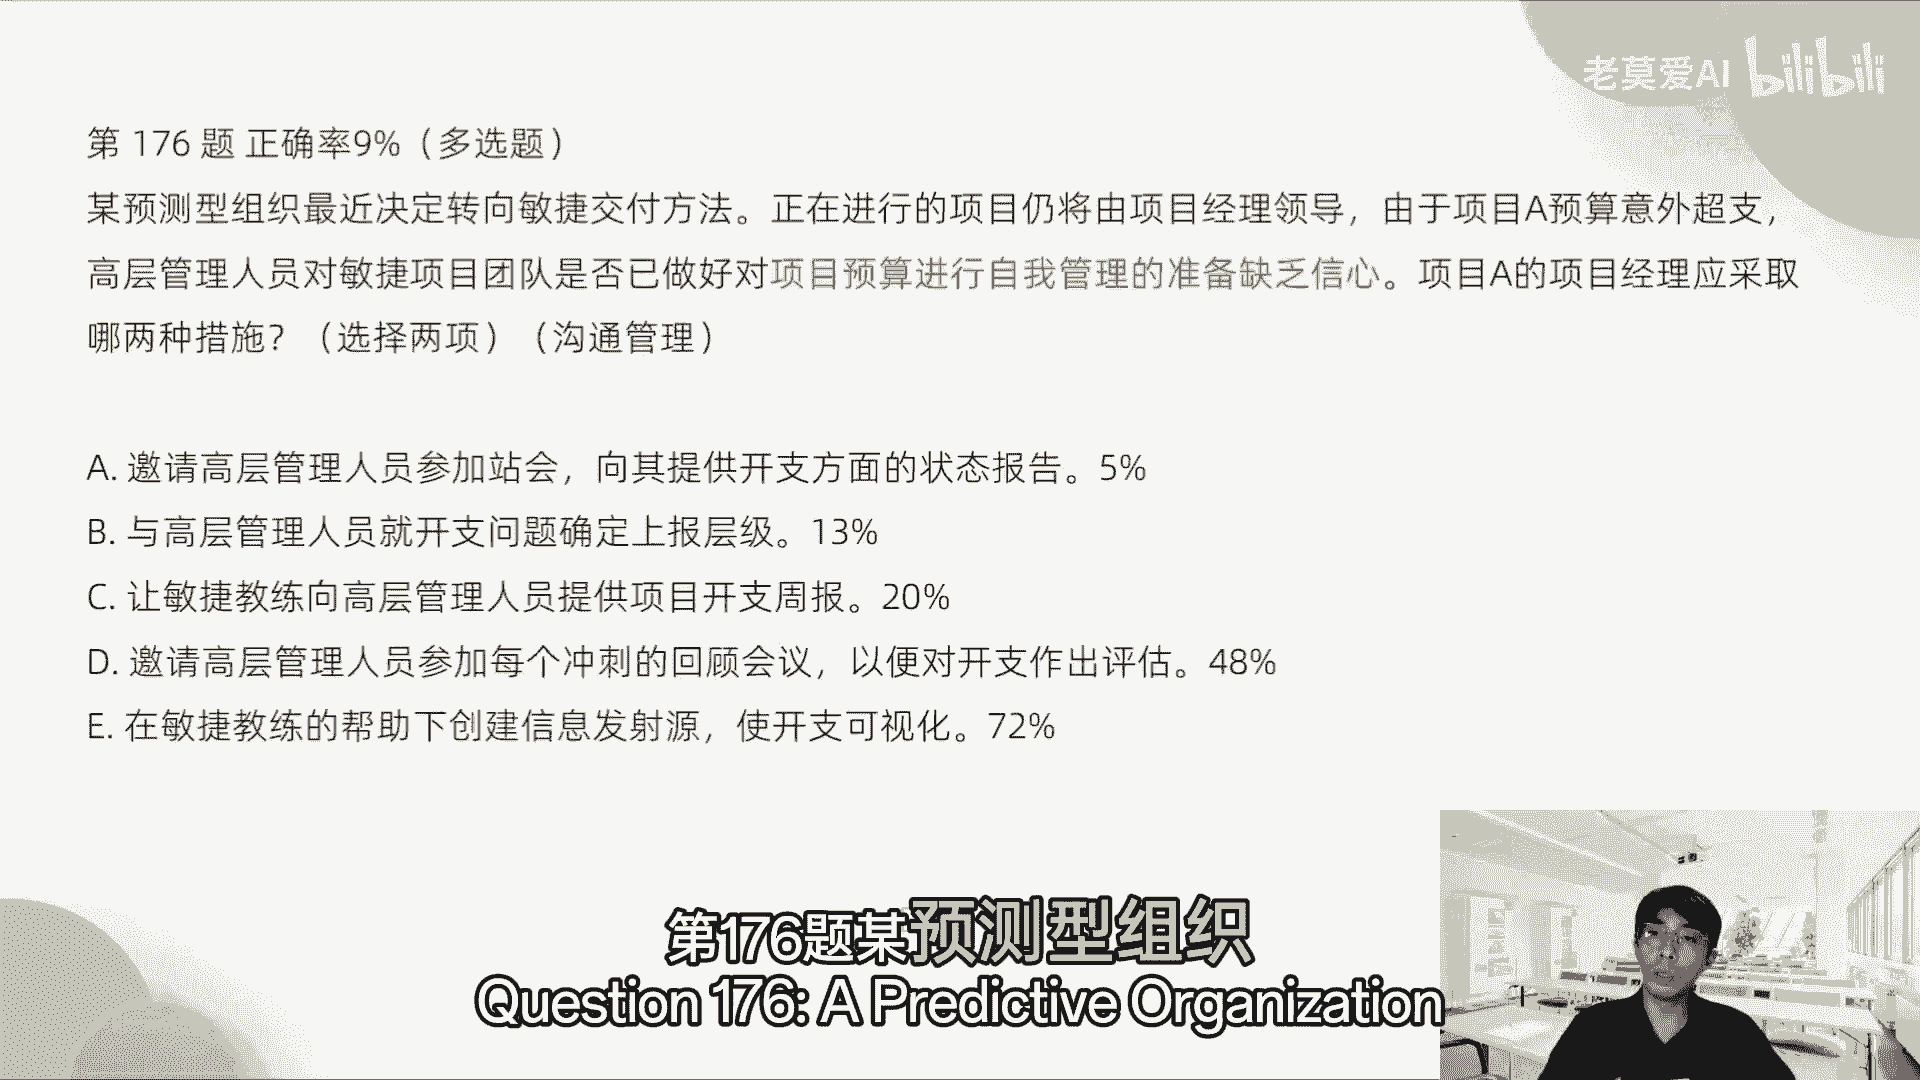 老莫爱AI bilibili
第 176 题 正确率9%（多选题）
某预测型组织最近决定转向敏捷交付方法。正在进行的项目仍将由项目经理领导，由于项目A预算意外超支，
高层管理人员对敏捷项目团队是否已做好对项目预算进行自我管理的准备缺乏信心。项目A的项目经理应采取
哪两种措施？（选择两项）（沟通管理）
A. 邀请高层管理人员参加站会，向其提供开支方面的状态报告。5%
B. 与高层管理人员就开支问题确定上报层级。13%
C. 让敏捷教练向高层管理人员提供项目开支周报。20%
D. 邀请高层管理人员参加每个冲刺的回顾会议，以便对开支作出评估。48%
E. 在敏捷教练的帮助下创建信息发射源，使开支可视化。72%
第176题某预测型组织
Question 176: A Predictive Organization